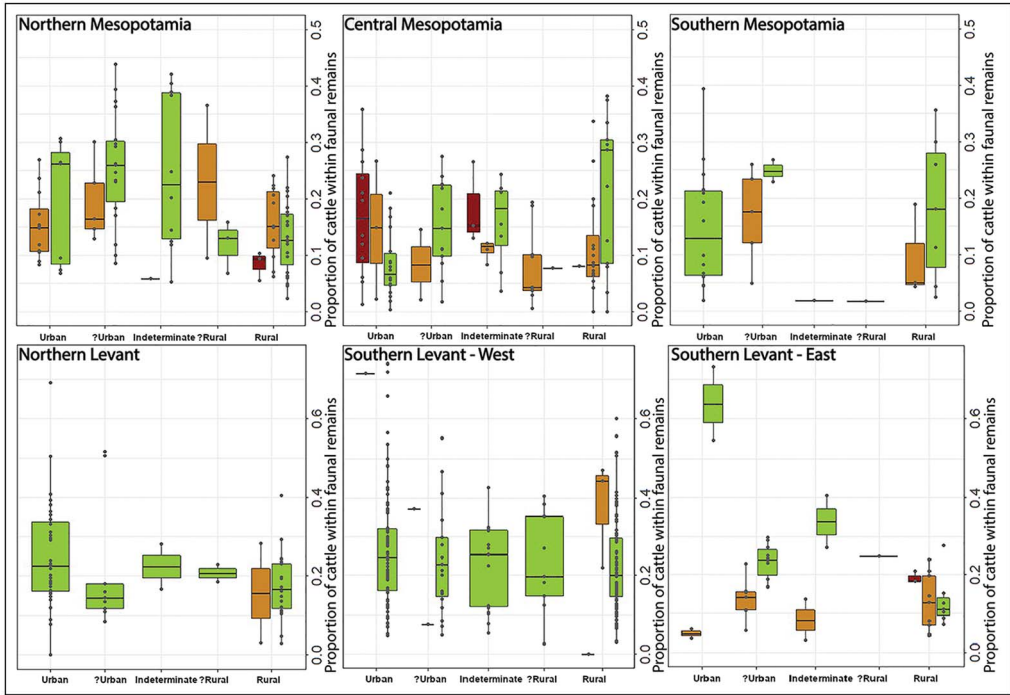 Northern Mesopotamia
0.0 0.1 0.2 0.3 0.4 0.5
Proportion of cattle within faunal remains
Urban ?Urban Indeterminate ?Rural Rural
Central Mesopotamia
0.0 0.1 0.2 0.3 0.4 0.5
Proportion of cattle within faunal remains
Urban ?Urban Indeterminate ?Rural Rural
Southern Mesopotamia
0.0 0.1 0.2 0.3 0.4 0.5
Proportion of cattle within faunal remains
Urban ?Urban Indeterminate ?Rural Rural
Northern Levant
0.0 0.2 0.4 0.6
Proportion of cattle within faunal remains
Urban ?Urban Indeterminate ?Rural Rural
Southern Levant - West
0.0 0.2 0.4 0.6
Proportion of cattle within faunal remains
Urban ?Urban Indeterminate ?Rural Rural
Southern Levant - East
0.0 0.2 0.4 0.6
Proportion of cattle within faunal remains
Urban ?Urban Indeterminate ?Rural Rural